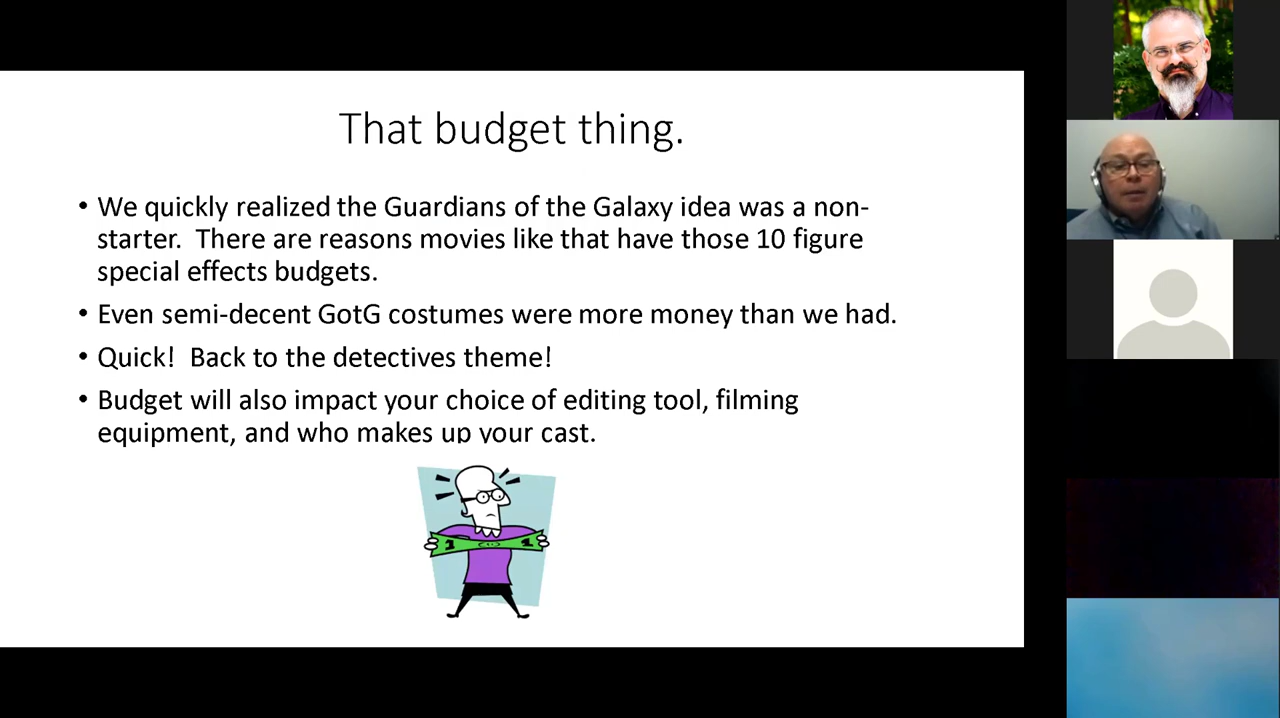 That budget thing.
• We quickly realized the Guardians of the Galaxy idea was a non-
starter.  There are reasons movies like that have those 10 figure
special effects budgets.
• Even semi-decent GotG costumes were more money than we had.
• Quick!  Back to the detectives theme!
• Budget will also impact your choice of editing tool, filming
equipment, and who makes up your cast.
1 1